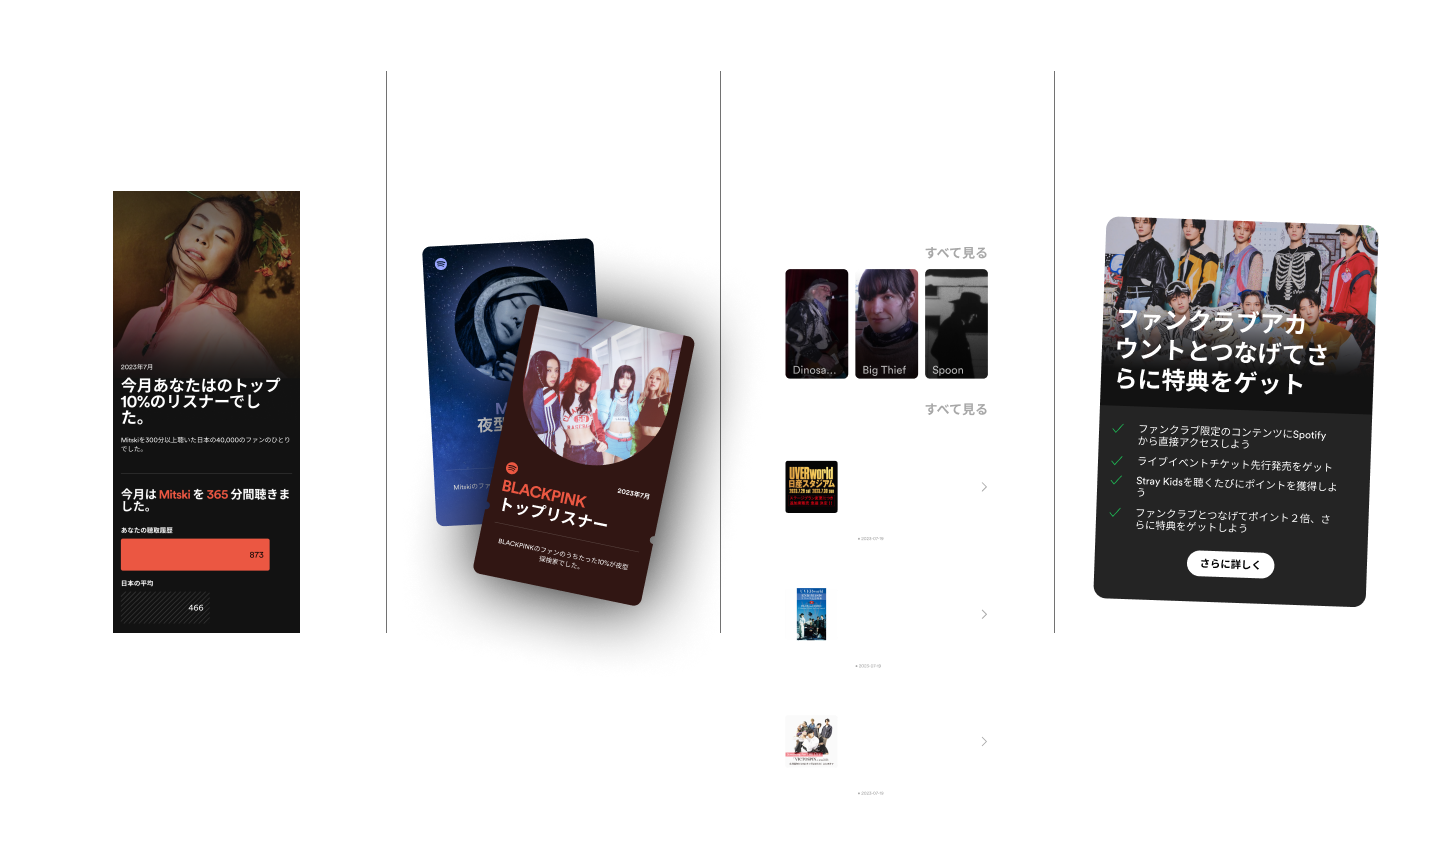 2023年7月
今月あなたはのトップ
10%のリスナーでし
た。
Mitskiを300分以上聴いた日本の40,000のファンのひとり
でした。
今月は Mitski を 365 分間聴きま
した。
あなたの聴取履歴
873
日本の平均
466
夜型
Mitskiのファ
BLACKPINK
2023年7月
トップリスナー
BLACKPINKのファンのうちたった10%が夜型
探検家でした。
すべて見る
Dinosa...
Big Thief
Spoon
すべて見る
UVERworld
日産スタジアム
UVERworld
ファンクラブアカ
ウントとつなげてさ
らに特典をゲット
ファンクラブ限定のコンテンツにSpotify
から直接アクセスしよう
ライブイベントチケット先行発売をゲット
Stray Kidsを聴くたびにポイントを獲得しよ
う
ファンクラブとつなげてポイント２倍、さ
らに特典をゲットしよう
さらに詳しく